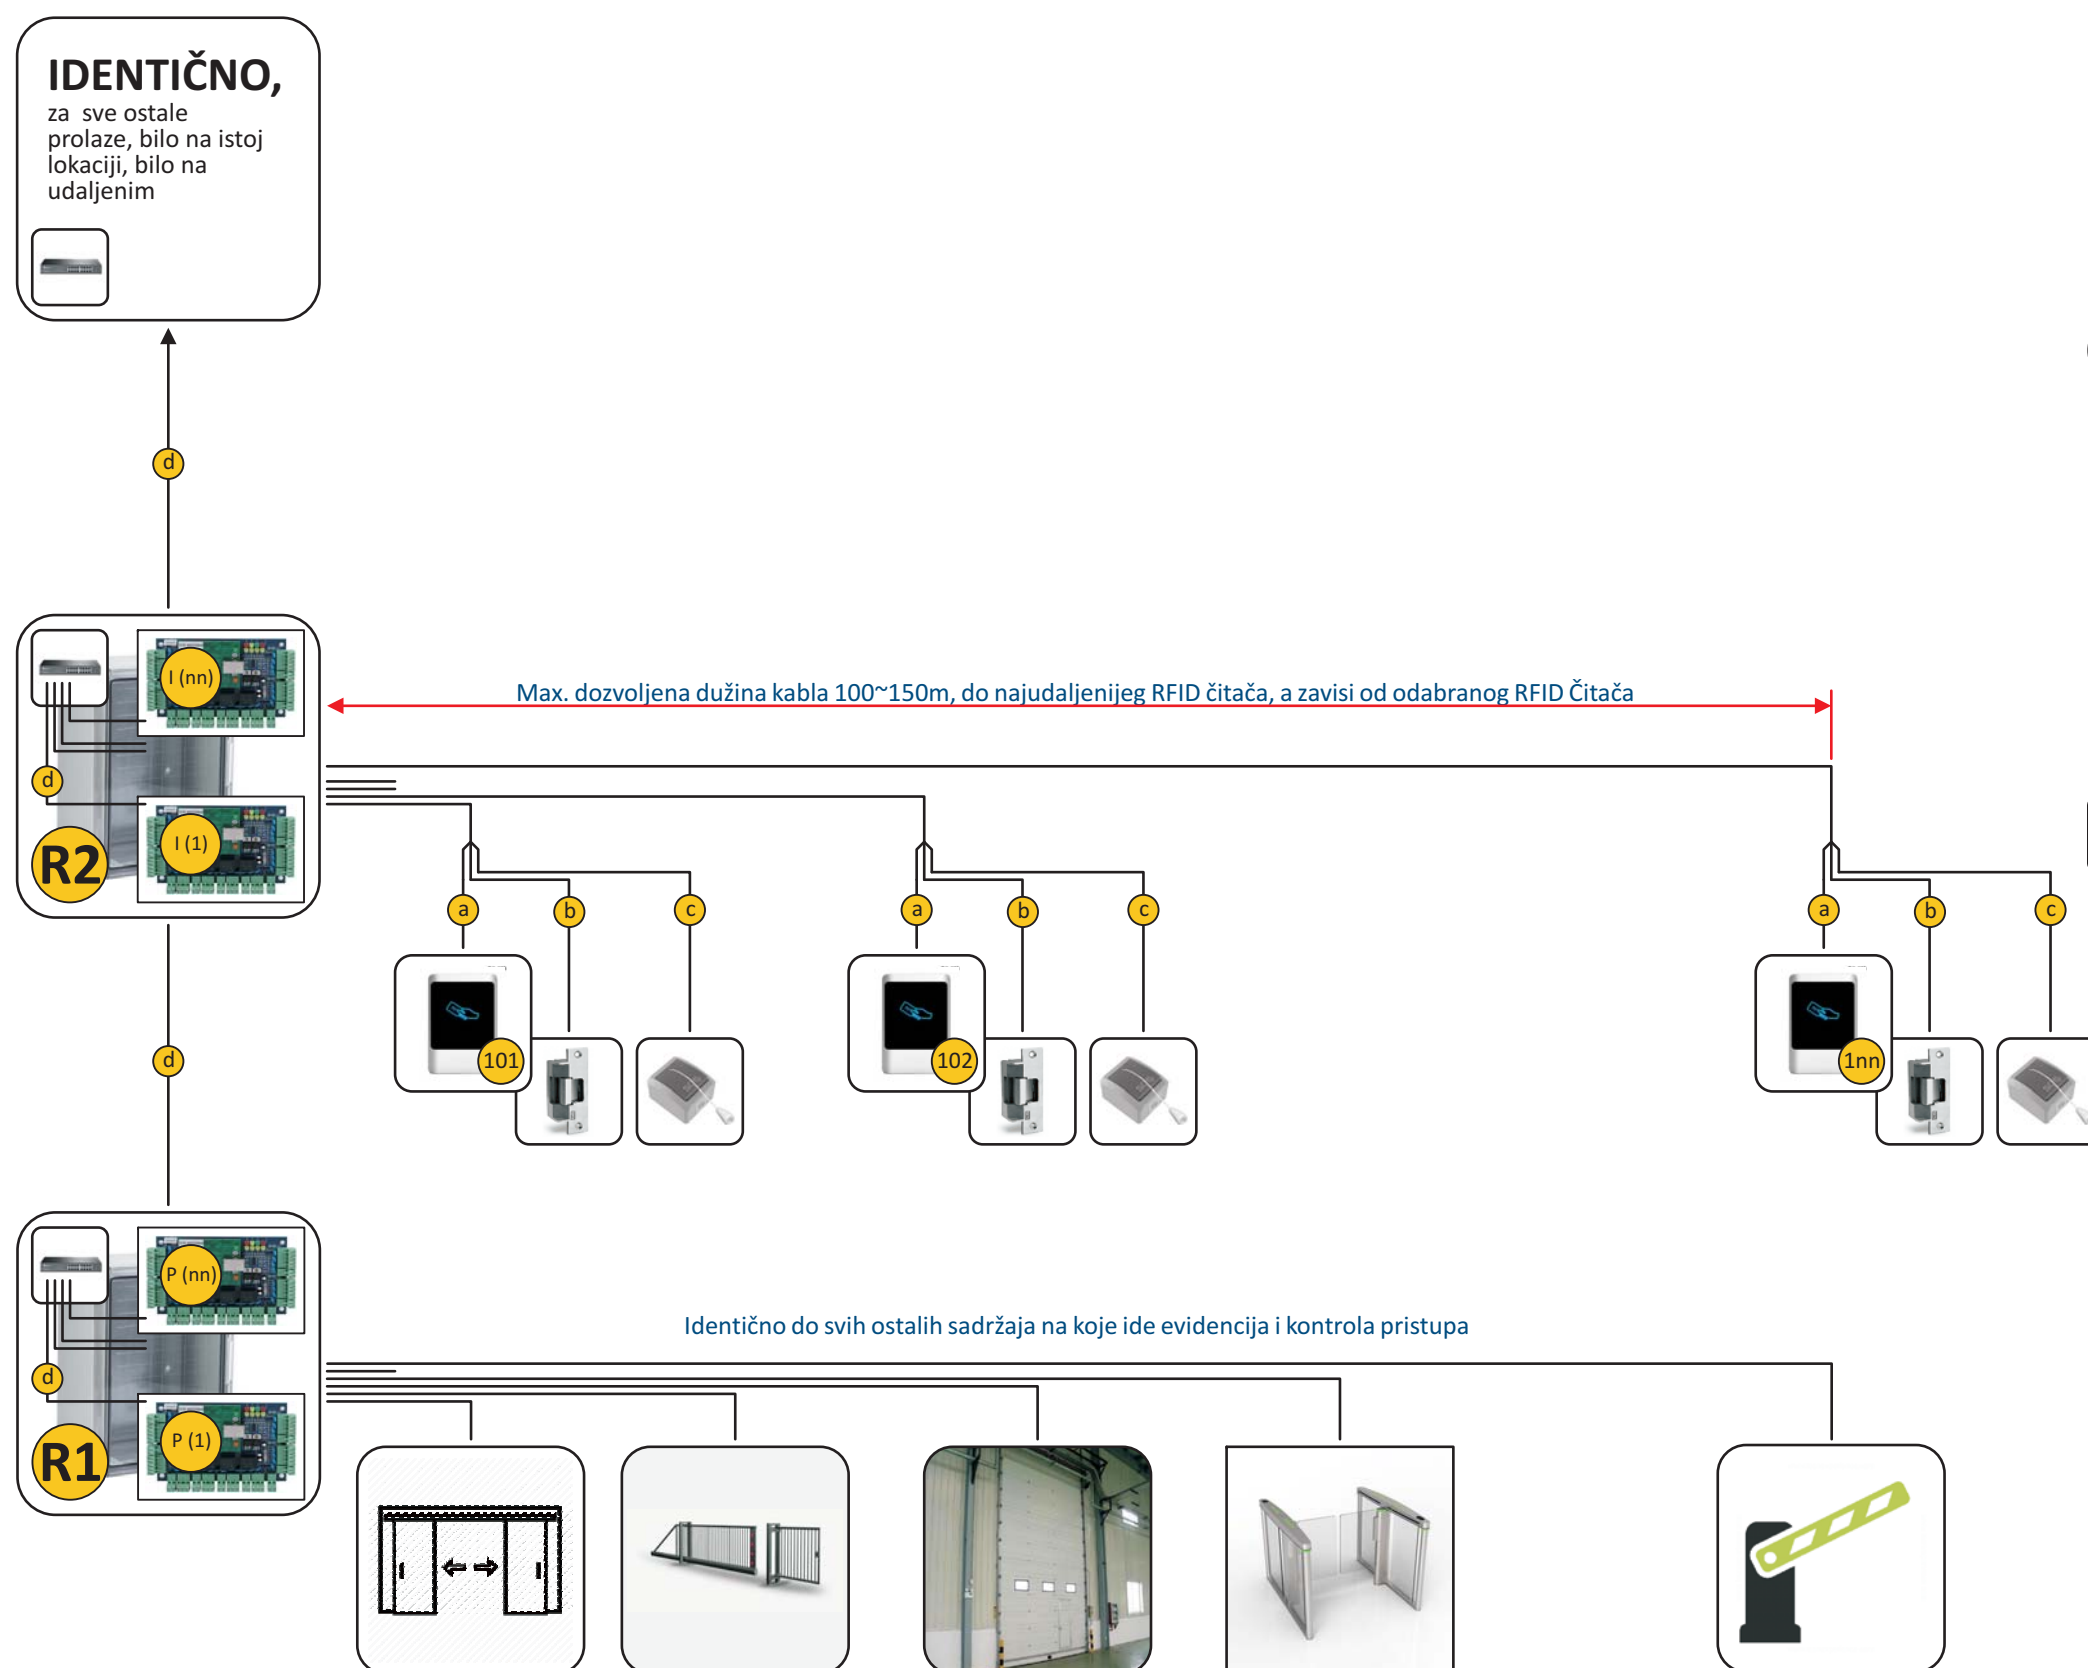 IDENTIČNO,
za sve ostale
prolaze, bilo na istoj
lokaciji, bilo na
udaljenim
d
I (nn)
Max. dozvoljena dužina kabla 100~150m, do najudaljenijeg RFID čitača, a zavisi od odabranog RFID Čitača
d
I (1)
R2
a
b
c
a
b
c
a
b
c
101
102
1nn
d
P (nn)
Identično do svih ostalih sadržaja na koje ide evidencija i kontrola pristupa
d
P (1)
R1